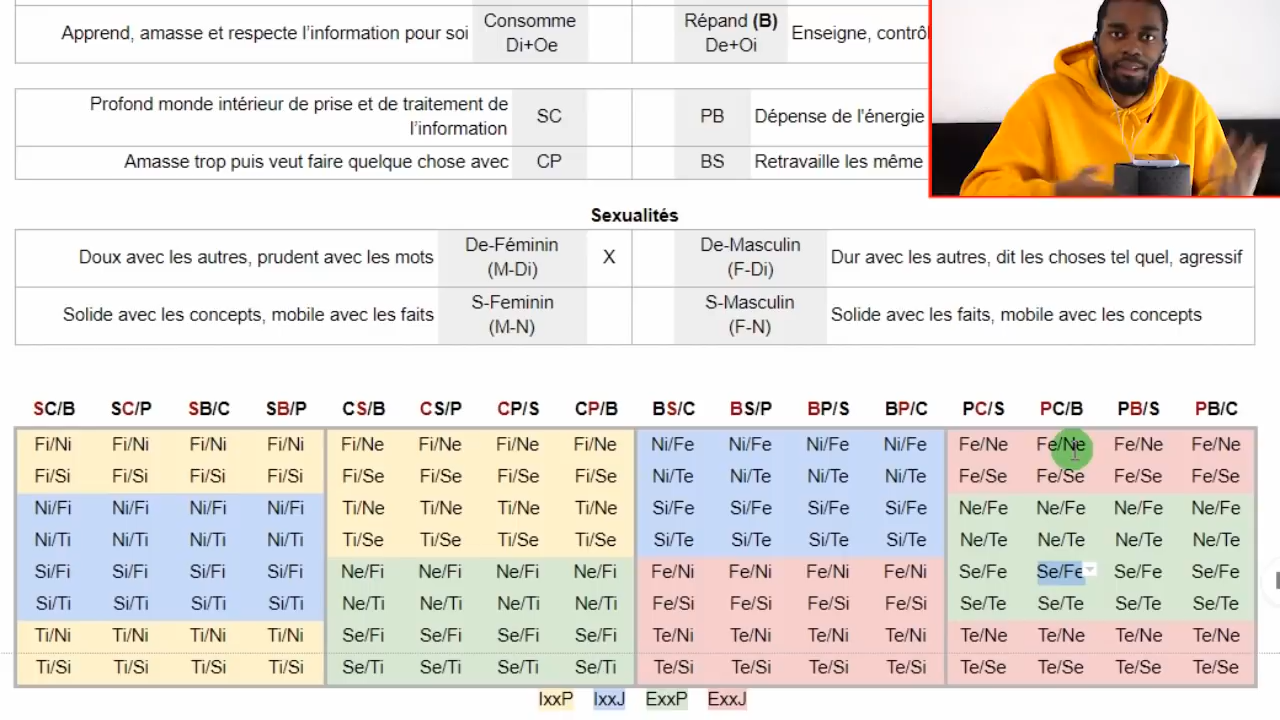 Apprend, amasse et respecte l'information pour soi
Consomme
Di+Oe
Répand (B)
De+Oi
Enseigne, contrôl
Profond monde intérieur de prise et de traitement de
l'information
SC
PB
Dépense de l'énergie
Amasse trop puis veut faire quelque chose avec
CP
BS
Retravaille les même
Sexualités
Doux avec les autres, prudent avec les mots
De-Féminin
(M-Di)
X
De-Masculin
(F-Di)
Dur avec les autres, dit les choses tel quel, agressif
Solide avec les concepts, mobile avec les faits
S-Feminin
(M-N)
S-Masculin
(F-N)
Solide avec les faits, mobile avec les concepts
SC/B SC/P SB/C SB/P CS/B CS/P CP/S CP/B BS/C BS/P BP/S BP/C PC/S PC/B PB/S PB/C
Fi/Ni Fi/Ni Fi/Ni Fi/Ni Fi/Ne Fi/Ne Fi/Ne Fi/Ne Ni/Fe Ni/Fe Ni/Fe Ni/Fe Fe/Ne Fe/Ne Fe/Ne Fe/Ne
Fi/Si Fi/Si Fi/Si Fi/Si Fi/Se Fi/Se Fi/Se Fi/Se Ni/Te Ni/Te Ni/Te Ni/Te Fe/Se Fe/Se Fe/Se Fe/Se
Ni/Fi Ni/Fi Ni/Fi Ni/Fi Ti/Ne Ti/Ne Ti/Ne Ti/Ne Si/Fe Si/Fe Si/Fe Si/Fe Ne/Fe Ne/Fe Ne/Fe Ne/Fe
Ni/Ti Ni/Ti Ni/Ti Ni/Ti Ti/Se Ti/Se Ti/Se Ti/Se Si/Te Si/Te Si/Te Si/Te Ne/Te Ne/Te Ne/Te Ne/Te
Si/Fi Si/Fi Si/Fi Si/Fi Ne/Fi Ne/Fi Ne/Fi Ne/Fi Fe/Ni Fe/Ni Fe/Ni Fe/Ni Se/Fe Se/Fe Se/Fe Se/Fe
Si/Ti Si/Ti Si/Ti Si/Ti Ne/Ti Ne/Ti Ne/Ti Ne/Ti Fe/Si Fe/Si Fe/Si Fe/Si Se/Te Se/Te Se/Te Se/Te
Ti/Ni Ti/Ni Ti/Ni Ti/Ni Se/Fi Se/Fi Se/Fi Se/Fi Te/Ni Te/Ni Te/Ni Te/Ni Te/Ne Te/Ne Te/Ne Te/Ne
Ti/Si Ti/Si Ti/Si Ti/Si Se/Ti Se/Ti Se/Ti Se/Ti Te/Si Te/Si Te/Si Te/Si Te/Se Te/Se Te/Se Te/Se
IxxP IxxJ ExxP ExxJ